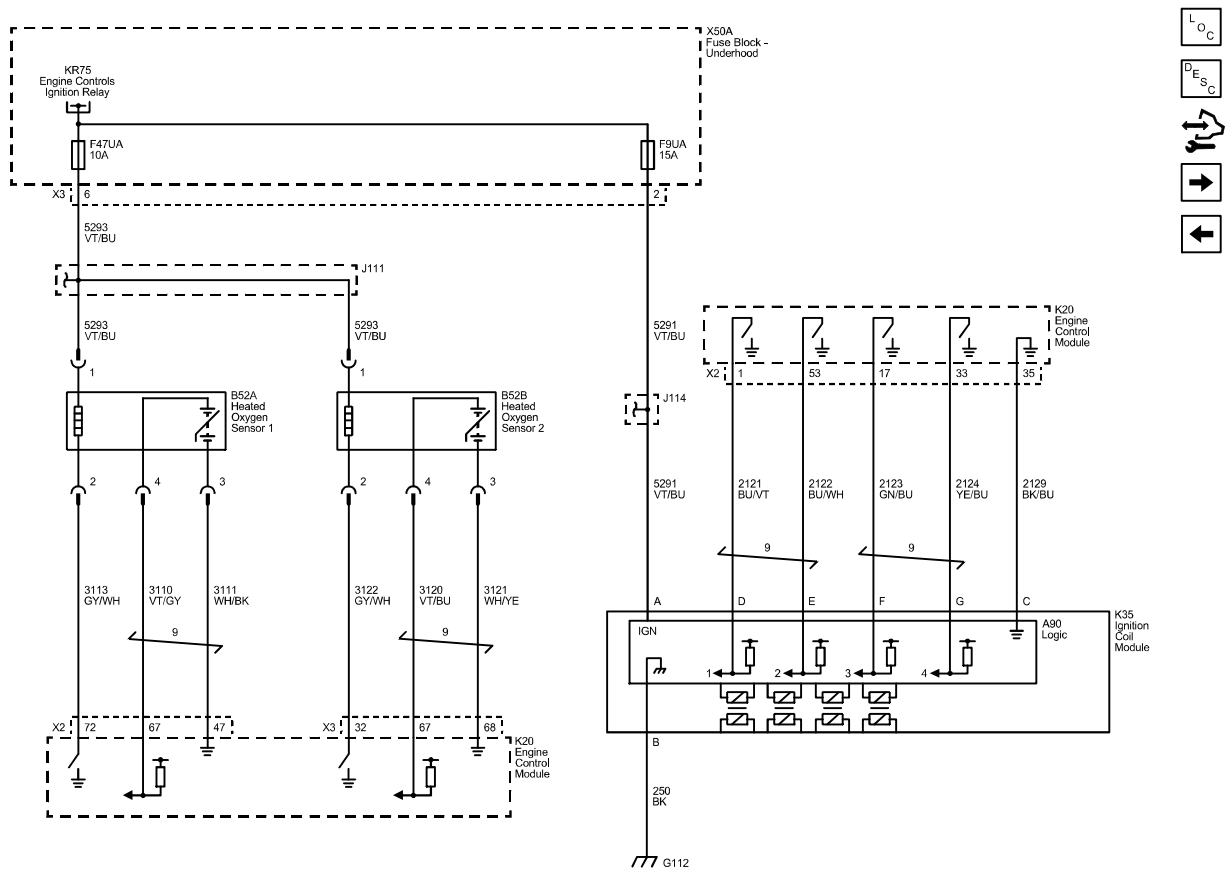 X50A
Fuse Block –
Underhood
L
O
C
D
E
S
C
KR75
Engine Controls
Ignition Relay
F47UA
10A
F9UA
15A
X3
6
2
5293
VT/BU
J111
5293
VT/BU
5293
VT/BU
5291
VT/BU
K20
Engine
Control
Module
X2
1
53
17
33
35
1
1
B52A
Heated
Oxygen
Sensor 1
B52B
Heated
Oxygen
Sensor 2
J114
2
4
3
2
4
3
5291
VT/BU
2121
BU/VT
2122
BU/WH
2123
GN/BU
2124
YE/BU
2129
BK/BU
9
9
3113
GY/WH
3110
VT/GY
3111
WH/BK
3122
GY/WH
3120
VT/BU
3121
WH/YE
A
D
E
F
G
C
9
9
IGN
A90
Logic
K35
Ignition
Coil
Module
1
2
3
4
X2
72
67
47
X3
32
67
68
K20
Engine
Control
Module
B
250
BK
G112